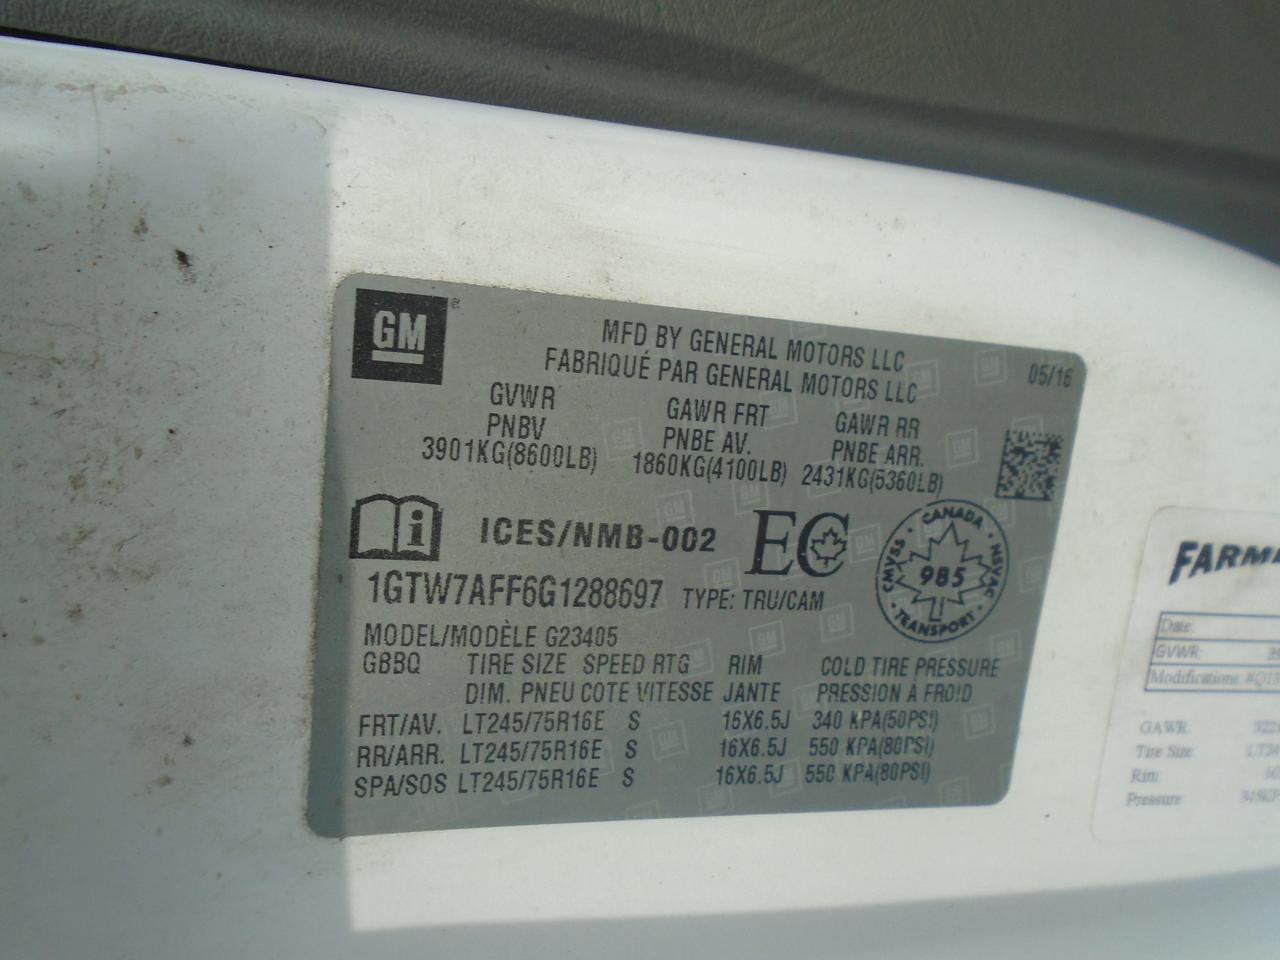 GM
MFD BY GENERAL MOTORS LLC
FABRIQUÉ PAR GENERAL MOTORS LLC
05/16
GVWR GAWR FRT GAWR RR
PNBV PNBE AV. PNBE ARR.
3901KG(8600LB) 1860KG(4100LB) 2431KG(5360LB)
ICES/NMB-002 EC
CANADA CMVSS NSVAC TRANSPORT
985
1GTW7AFF6G1288697 TYPE: TRU/CAM
MODEL/MODÈLE G23405
GBBQ TIRE SIZE SPEED RTG RIM COLD TIRE PRESSURE
DIM. PNEU COTE VITESSE JANTE PRESSION À FROID
FRT/AV. LT245/75R16E S 16X6.5J 340 KPA(50PSI)
RR/ARR. LT245/75R16E S 16X6.5J 550 KPA(80PSI)
SPA/SOS LT245/75R16E S 16X6.5J 550 KPA(80PSI)
Date:
GVWR:
Modifications:
GAWR:
Tire Size:
Rim:
Pressure: